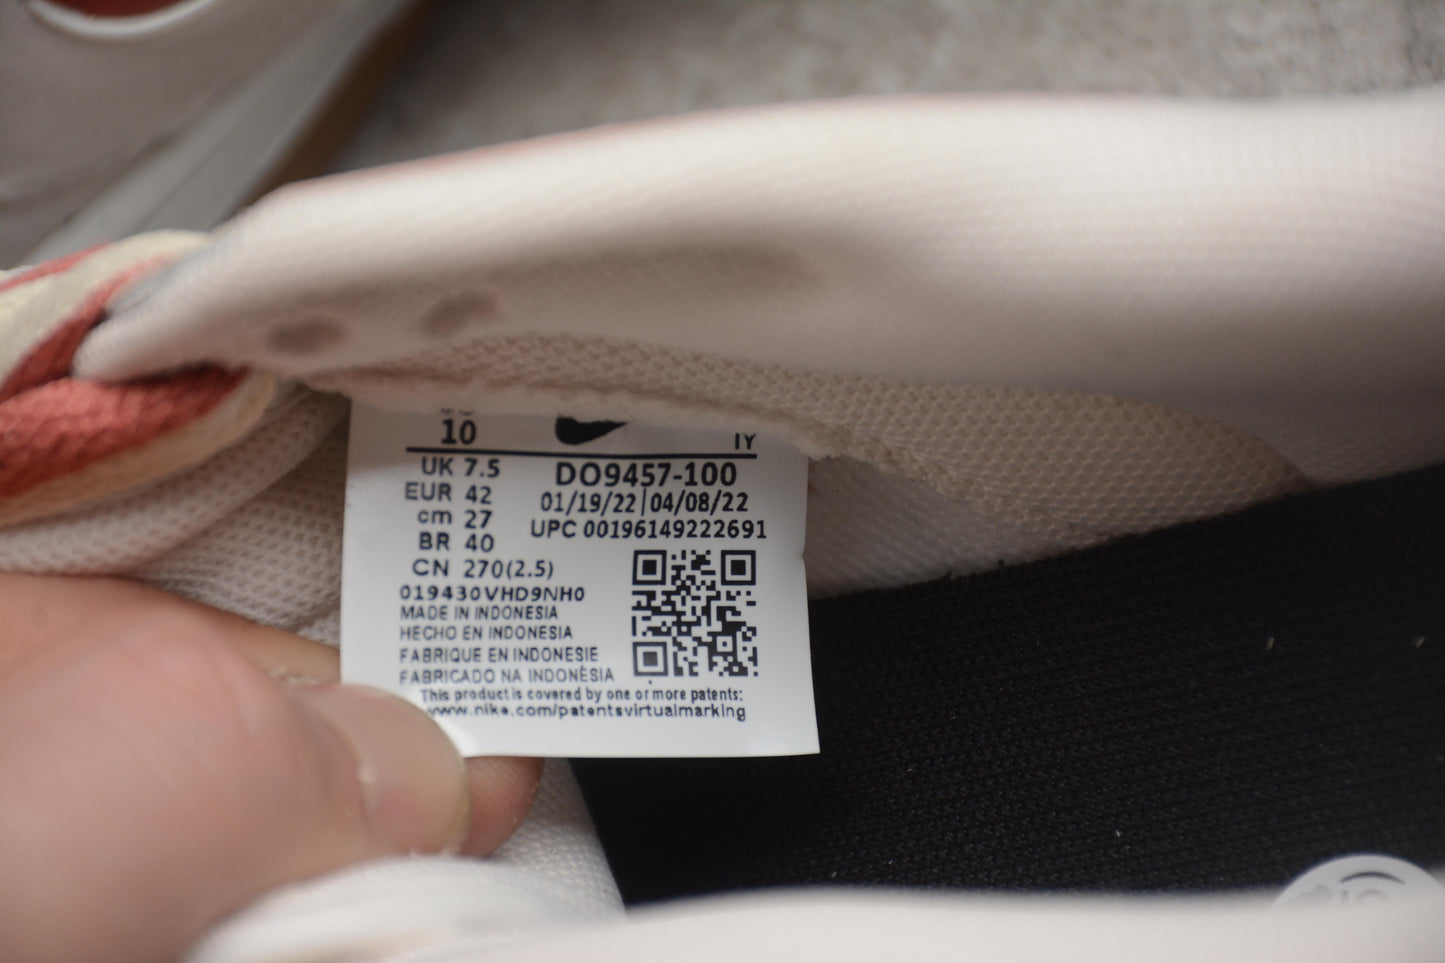 10
IY
UK 7.5
EUR 42
cm 27
BR 40
CN 270(2.5)
DO9457-100
01/19/22|04/08/22
UPC 00196149222691
019430VHD9NH0
MADE IN INDONESIA
HECHO EN INDONESIA
FABRIQUE EN INDONESIE
FABRICADO NA INDONÉSIA
This product is covered by one or more patents:
www.nike.com/patentsvirtualmarking